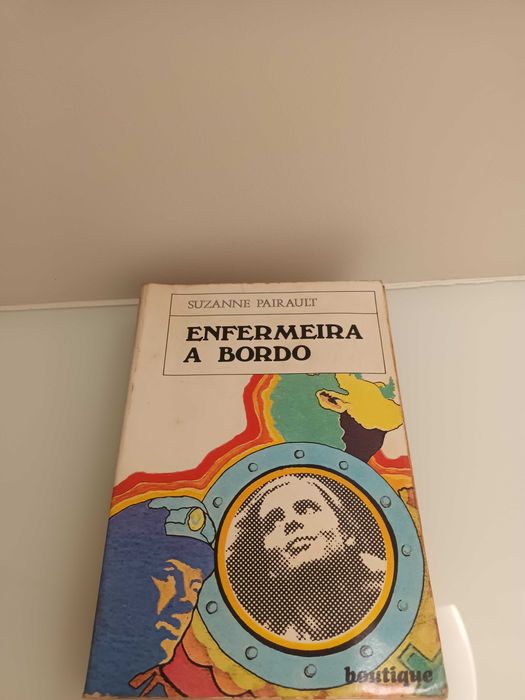 SUZANNE PAIRAULT
ENFERMEIRA
A BORDO
boutique